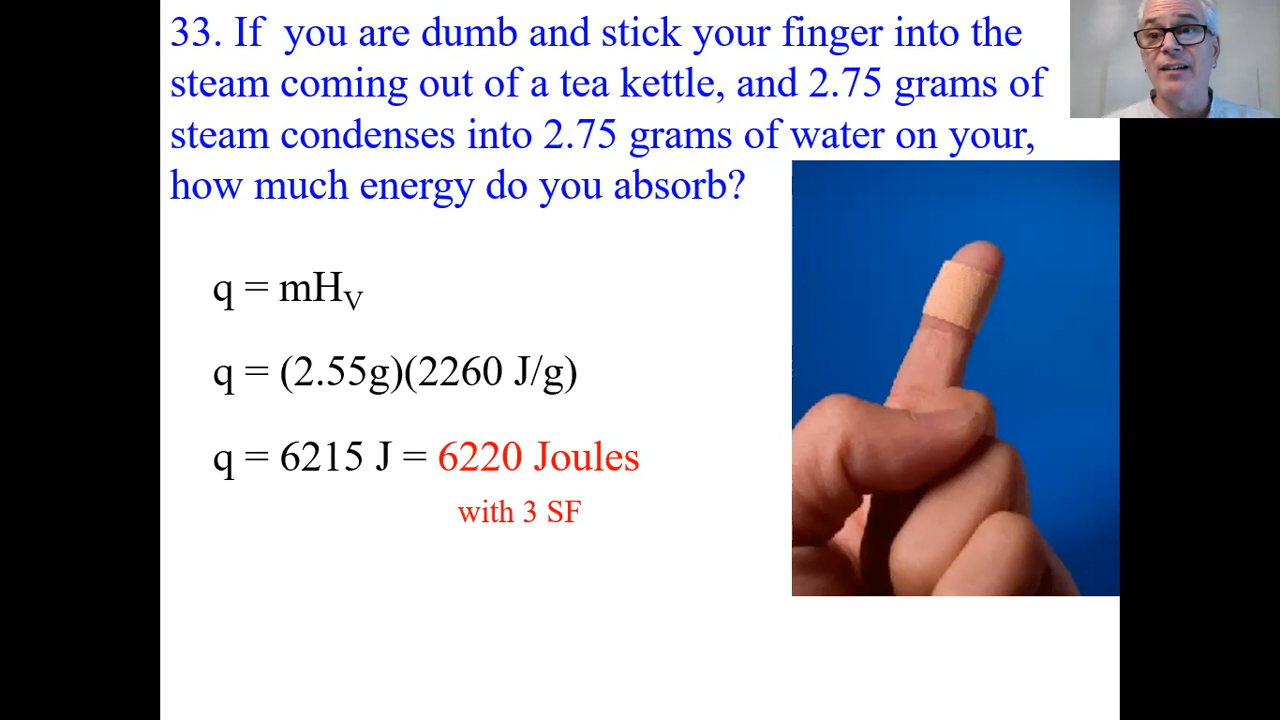 33. If you are dumb and stick your finger into the
steam coming out of a tea kettle, and 2.75 grams of
steam condenses into 2.75 grams of water on your,
how much energy do you absorb?
q = mHV
q = (2.55g)(2260 J/g)
q = 6215 J = 6220 Joules
with 3 SF